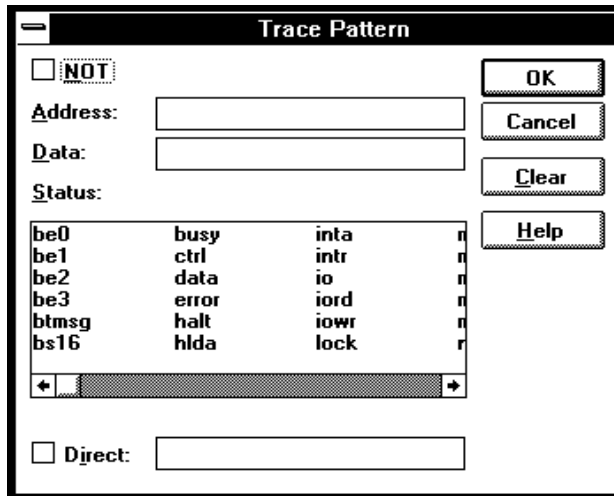 Trace Pattern
NOT
OK
Address:
Cancel
Data:
Clear
Status:
Help
be0 busy inta
be1 ctrl intr
be2 data io
be3 error iord
btmsg halt iowr
bs16 hlda lock
Direct: